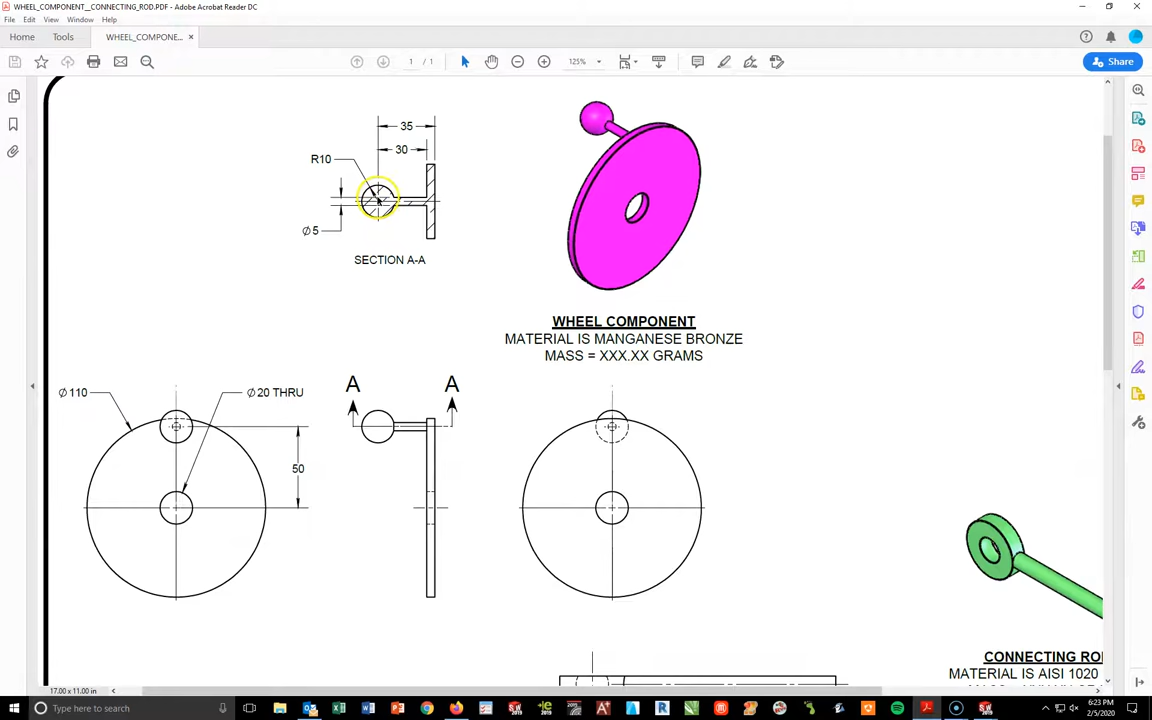 WHEEL_COMPONENT__CONNECTING_ROD.PDF - Adobe Acrobat Reader DC
File Edit View Window Help
Home Tools WHEEL_COMPONE... ×
1 / 1 125%
Share
35
30
R10
Ø5
SECTION A-A
WHEEL COMPONENT
MATERIAL IS MANGANESE BRONZE
MASS = XXX.XX GRAMS
A A
Ø110
Ø20 THRU
50
CONNECTING RO
MATERIAL IS AISI 1020
17.00 x 11.00 in
Type here to search
6:23 PM
2/5/2020